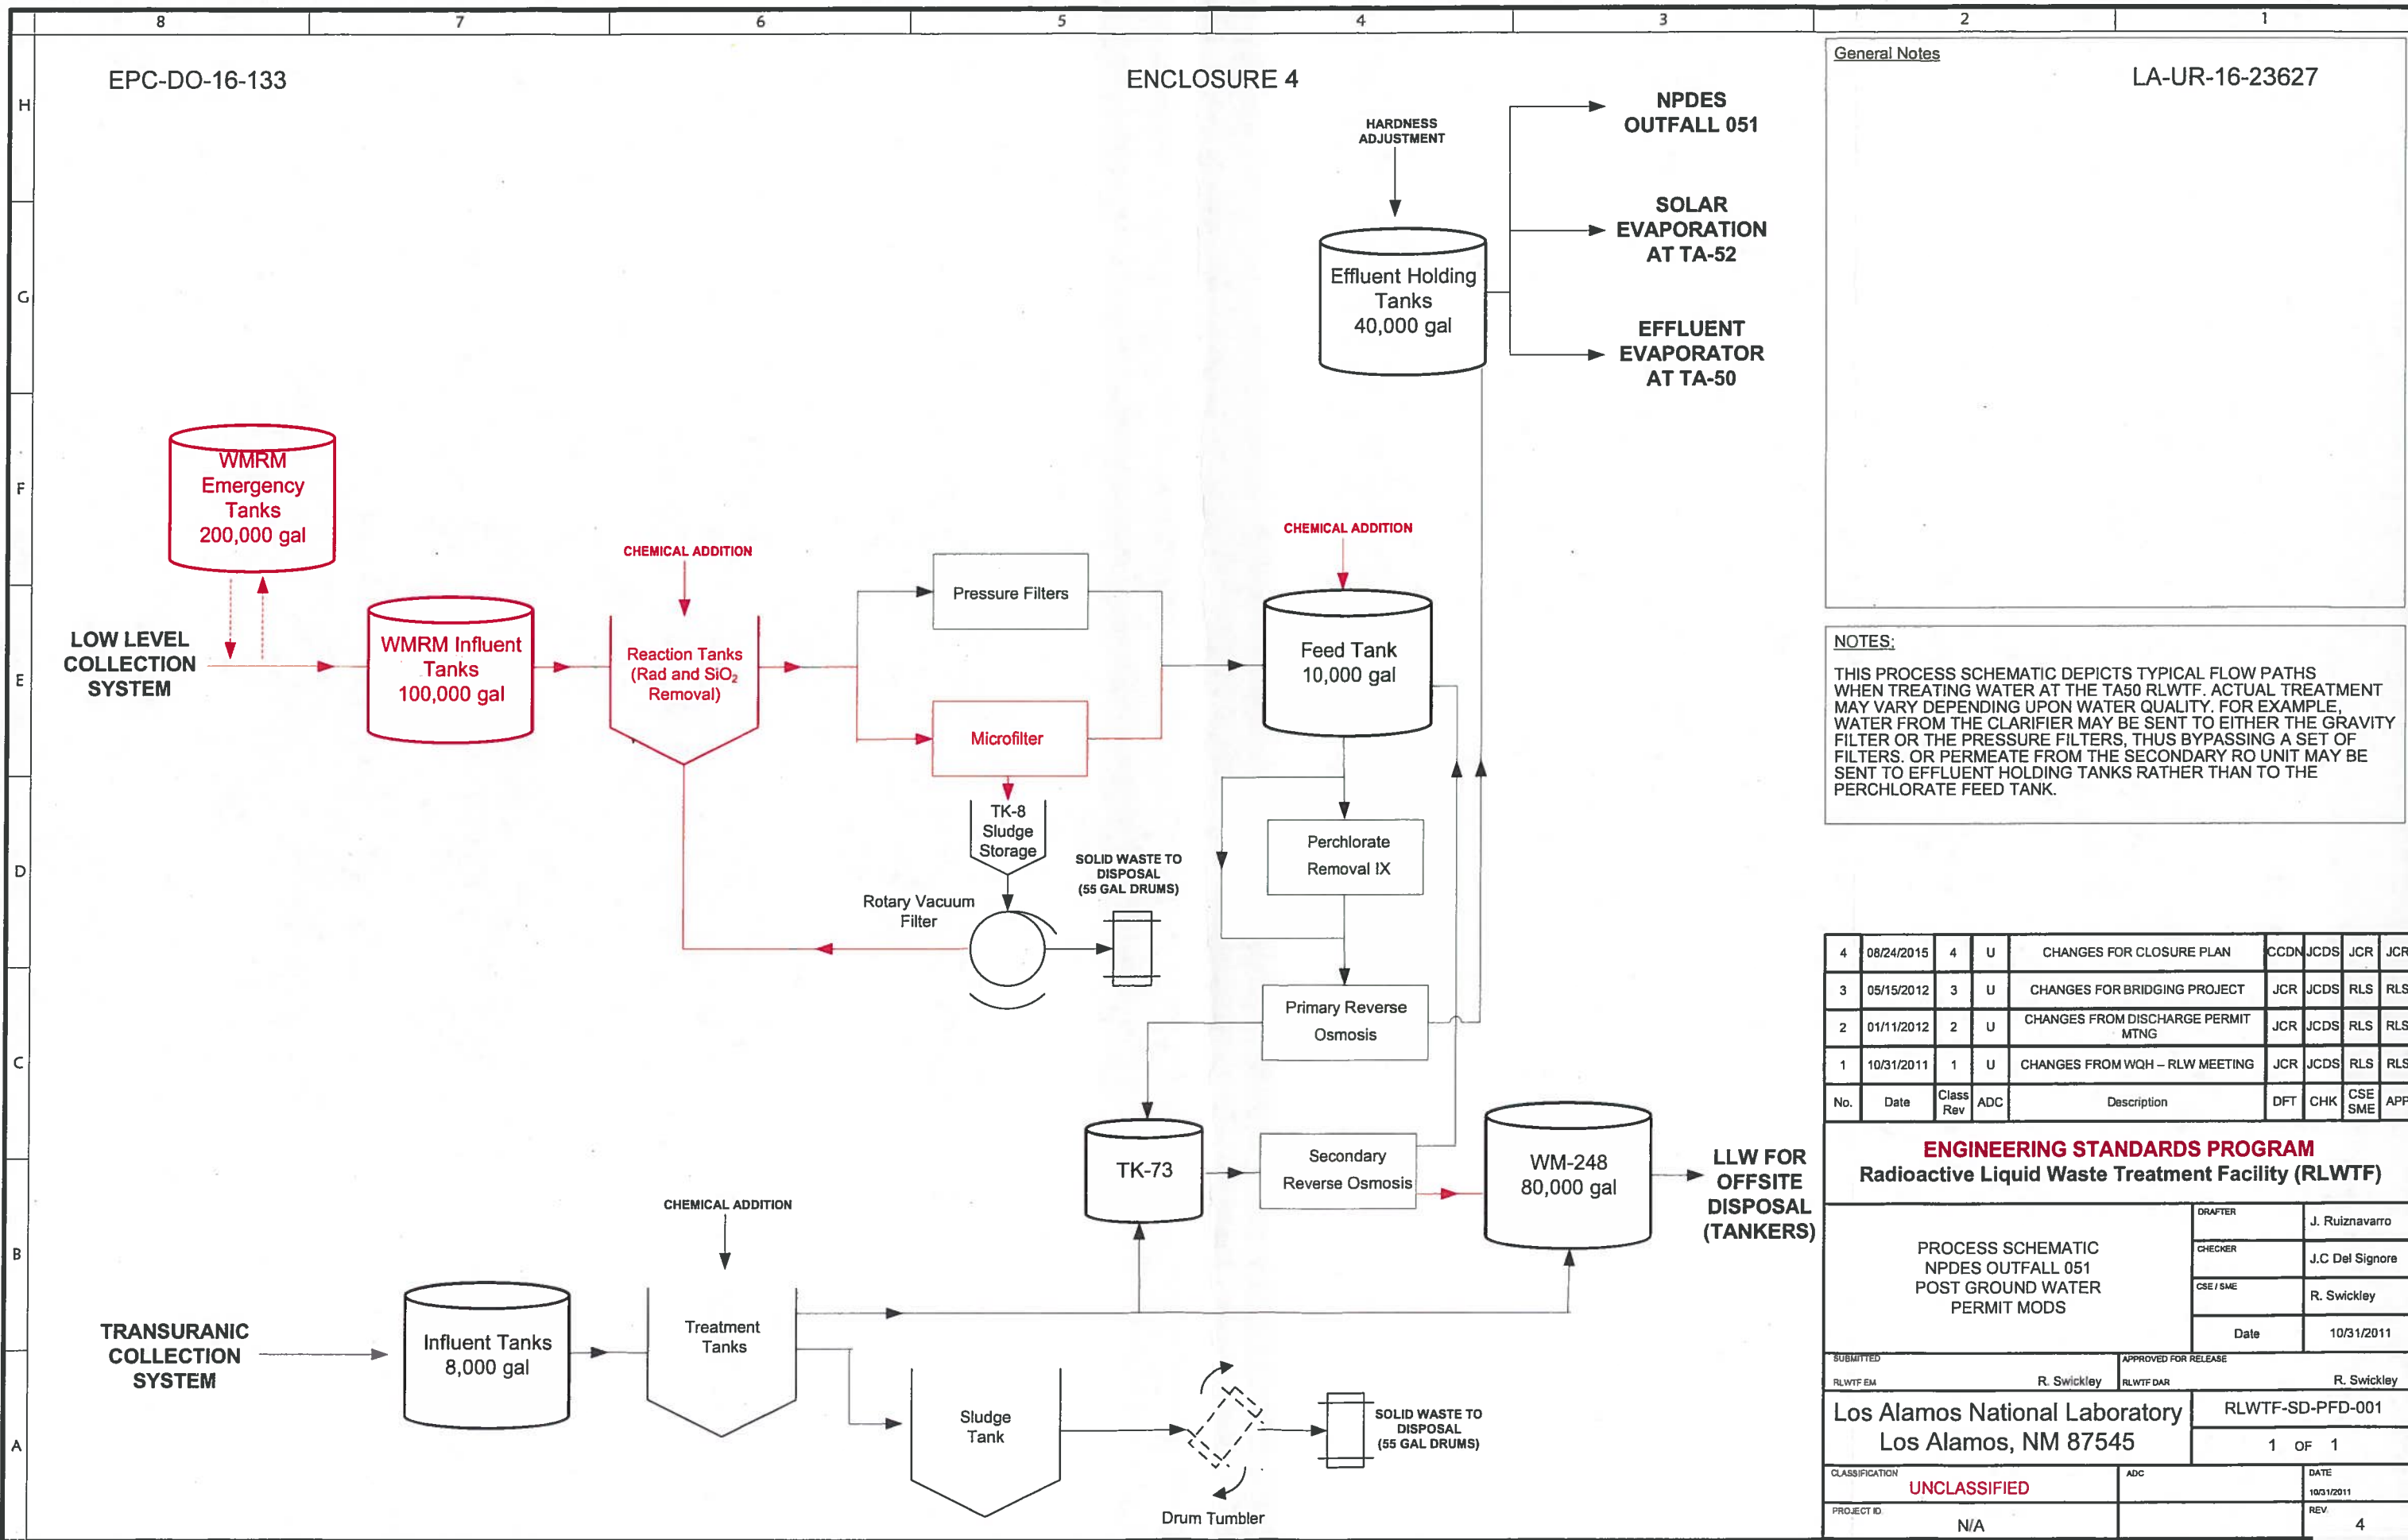 8 7 6 5 4 3 2 1
H
G
F
E
D
C
B
A
EPC-DO-16-133
ENCLOSURE 4
General Notes
LA-UR-16-23627
HARDNESS
ADJUSTMENT
NPDES
OUTFALL 051
SOLAR
EVAPORATION
AT TA-52
EFFLUENT
EVAPORATOR
AT TA-50
Effluent Holding
Tanks
40,000 gal
WMRM
Emergency
Tanks
200,000 gal
LOW LEVEL
COLLECTION
SYSTEM
WMRM Influent
Tanks
100,000 gal
CHEMICAL ADDITION
Reaction Tanks
(Rad and SiO₂
Removal)
Pressure Filters
Microfilter
CHEMICAL ADDITION
Feed Tank
10,000 gal
TK-8
Sludge
Storage
SOLID WASTE TO
DISPOSAL
(55 GAL DRUMS)
Rotary Vacuum
Filter
Perchlorate
Removal IX
Primary Reverse
Osmosis
TK-73
Secondary
Reverse Osmosis
WM-248
80,000 gal
LLW FOR
OFFSITE
DISPOSAL
(TANKERS)
CHEMICAL ADDITION
TRANSURANIC
COLLECTION
SYSTEM
Influent Tanks
8,000 gal
Treatment
Tanks
Sludge
Tank
Drum Tumbler
SOLID WASTE TO
DISPOSAL
(55 GAL DRUMS)
NOTES:
THIS PROCESS SCHEMATIC DEPICTS TYPICAL FLOW PATHS
WHEN TREATING WATER AT THE TA50 RLWTF. ACTUAL TREATMENT
MAY VARY DEPENDING UPON WATER QUALITY. FOR EXAMPLE,
WATER FROM THE CLARIFIER MAY BE SENT TO EITHER THE GRAVITY
FILTER OR THE PRESSURE FILTERS, THUS BYPASSING A SET OF
FILTERS. OR PERMEATE FROM THE SECONDARY RO UNIT MAY BE
SENT TO EFFLUENT HOLDING TANKS RATHER THAN TO THE
PERCHLORATE FEED TANK.
4 08/24/2015 4 U CHANGES FOR CLOSURE PLAN CCDN JCDS JCR JCR
3 05/15/2012 3 U CHANGES FOR BRIDGING PROJECT JCR JCDS RLS RLS
2 01/11/2012 2 U CHANGES FROM DISCHARGE PERMIT
MTNG JCR JCDS RLS RLS
1 10/31/2011 1 U CHANGES FROM WQH – RLW MEETING JCR JCDS RLS RLS
No. Date Class
Rev ADC Description DFT CHK CSE
SME APP
ENGINEERING STANDARDS PROGRAM
Radioactive Liquid Waste Treatment Facility (RLWTF)
PROCESS SCHEMATIC
NPDES OUTFALL 051
POST GROUND WATER
PERMIT MODS
DRAFTER J. Ruiznavarro
CHECKER J.C Del Signore
CSE / SME R. Swickley
Date 10/31/2011
SUBMITTED
RLWTF EM R. Swickley
APPROVED FOR RELEASE
RLWTF DAR R. Swickley
Los Alamos National Laboratory
Los Alamos, NM 87545
RLWTF-SD-PFD-001
1 OF 1
CLASSIFICATION
UNCLASSIFIED
ADC
DATE
10/31/2011
PROJECT ID
N/A
REV.
4